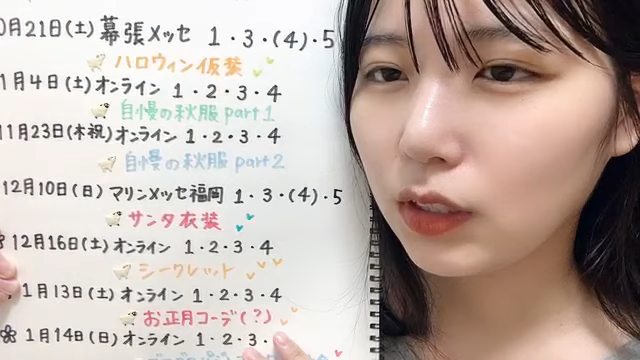 0月21日(土) 幕張メッセ 1・3・(4)・5
ハロウィン仮装
1月4日(土) オンライン 1・2・3・4
自慢の秋服 part1
11月23日(木祝) オンライン 1・2・3・4
自慢の秋服 part2
12月10日(日) マリンメッセ福岡 1・3・(4)・5
サンタ衣装
12月16日(土) オンライン 1・2・3・4
シークレット
1月13日(土) オンライン 1・2・3・4
お正月コーデ(?)
1月14日(日) オンライン 1・2・3・